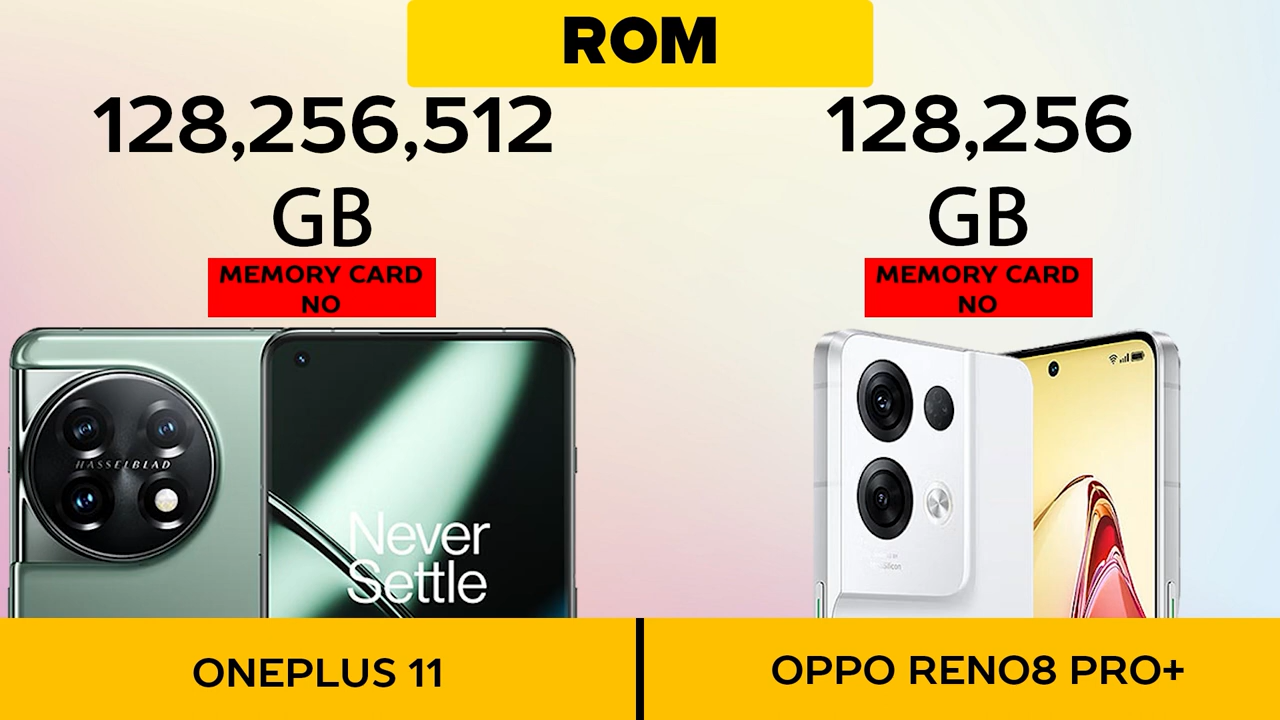 ROM
128,256,512
GB
MEMORY CARD
NO
128,256
GB
MEMORY CARD
NO
HASSELBLAD
Never
Settle
ONEPLUS 11
OPPO RENO8 PRO+